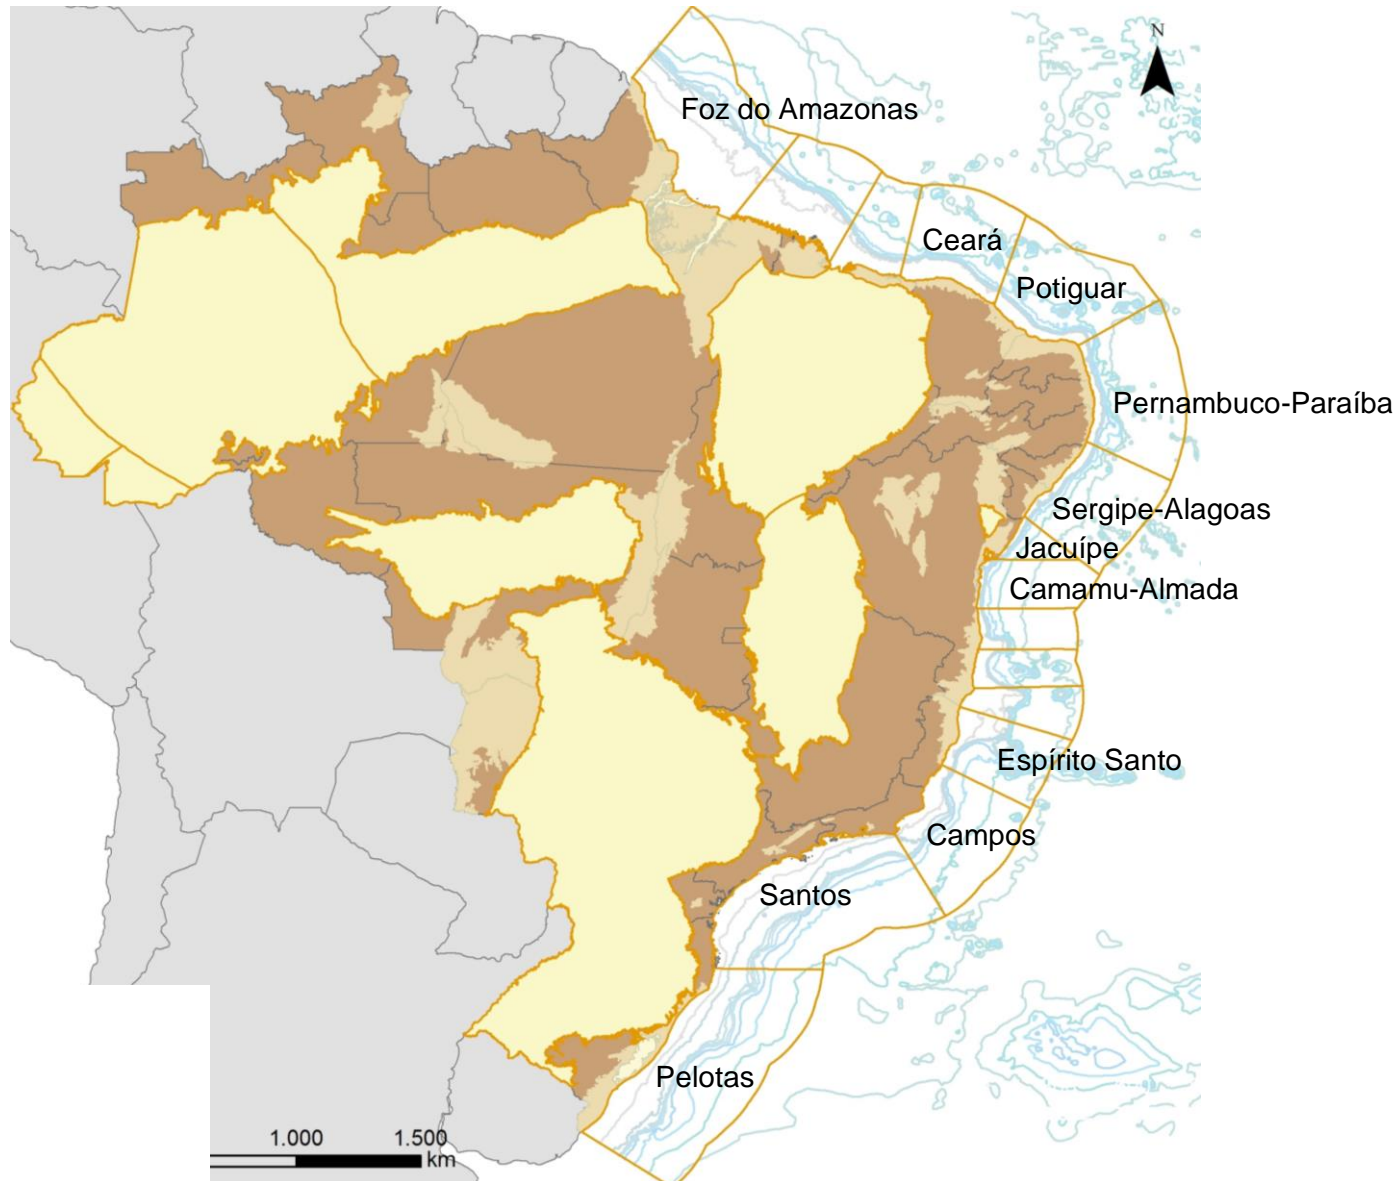 N
Foz do Amazonas
Ceará
Potiguar
Pernambuco-Paraíba
Sergipe-Alagoas
Jacuípe
Camamu-Almada
Espírito Santo
Campos
Santos
Pelotas
1.000 1.500
km